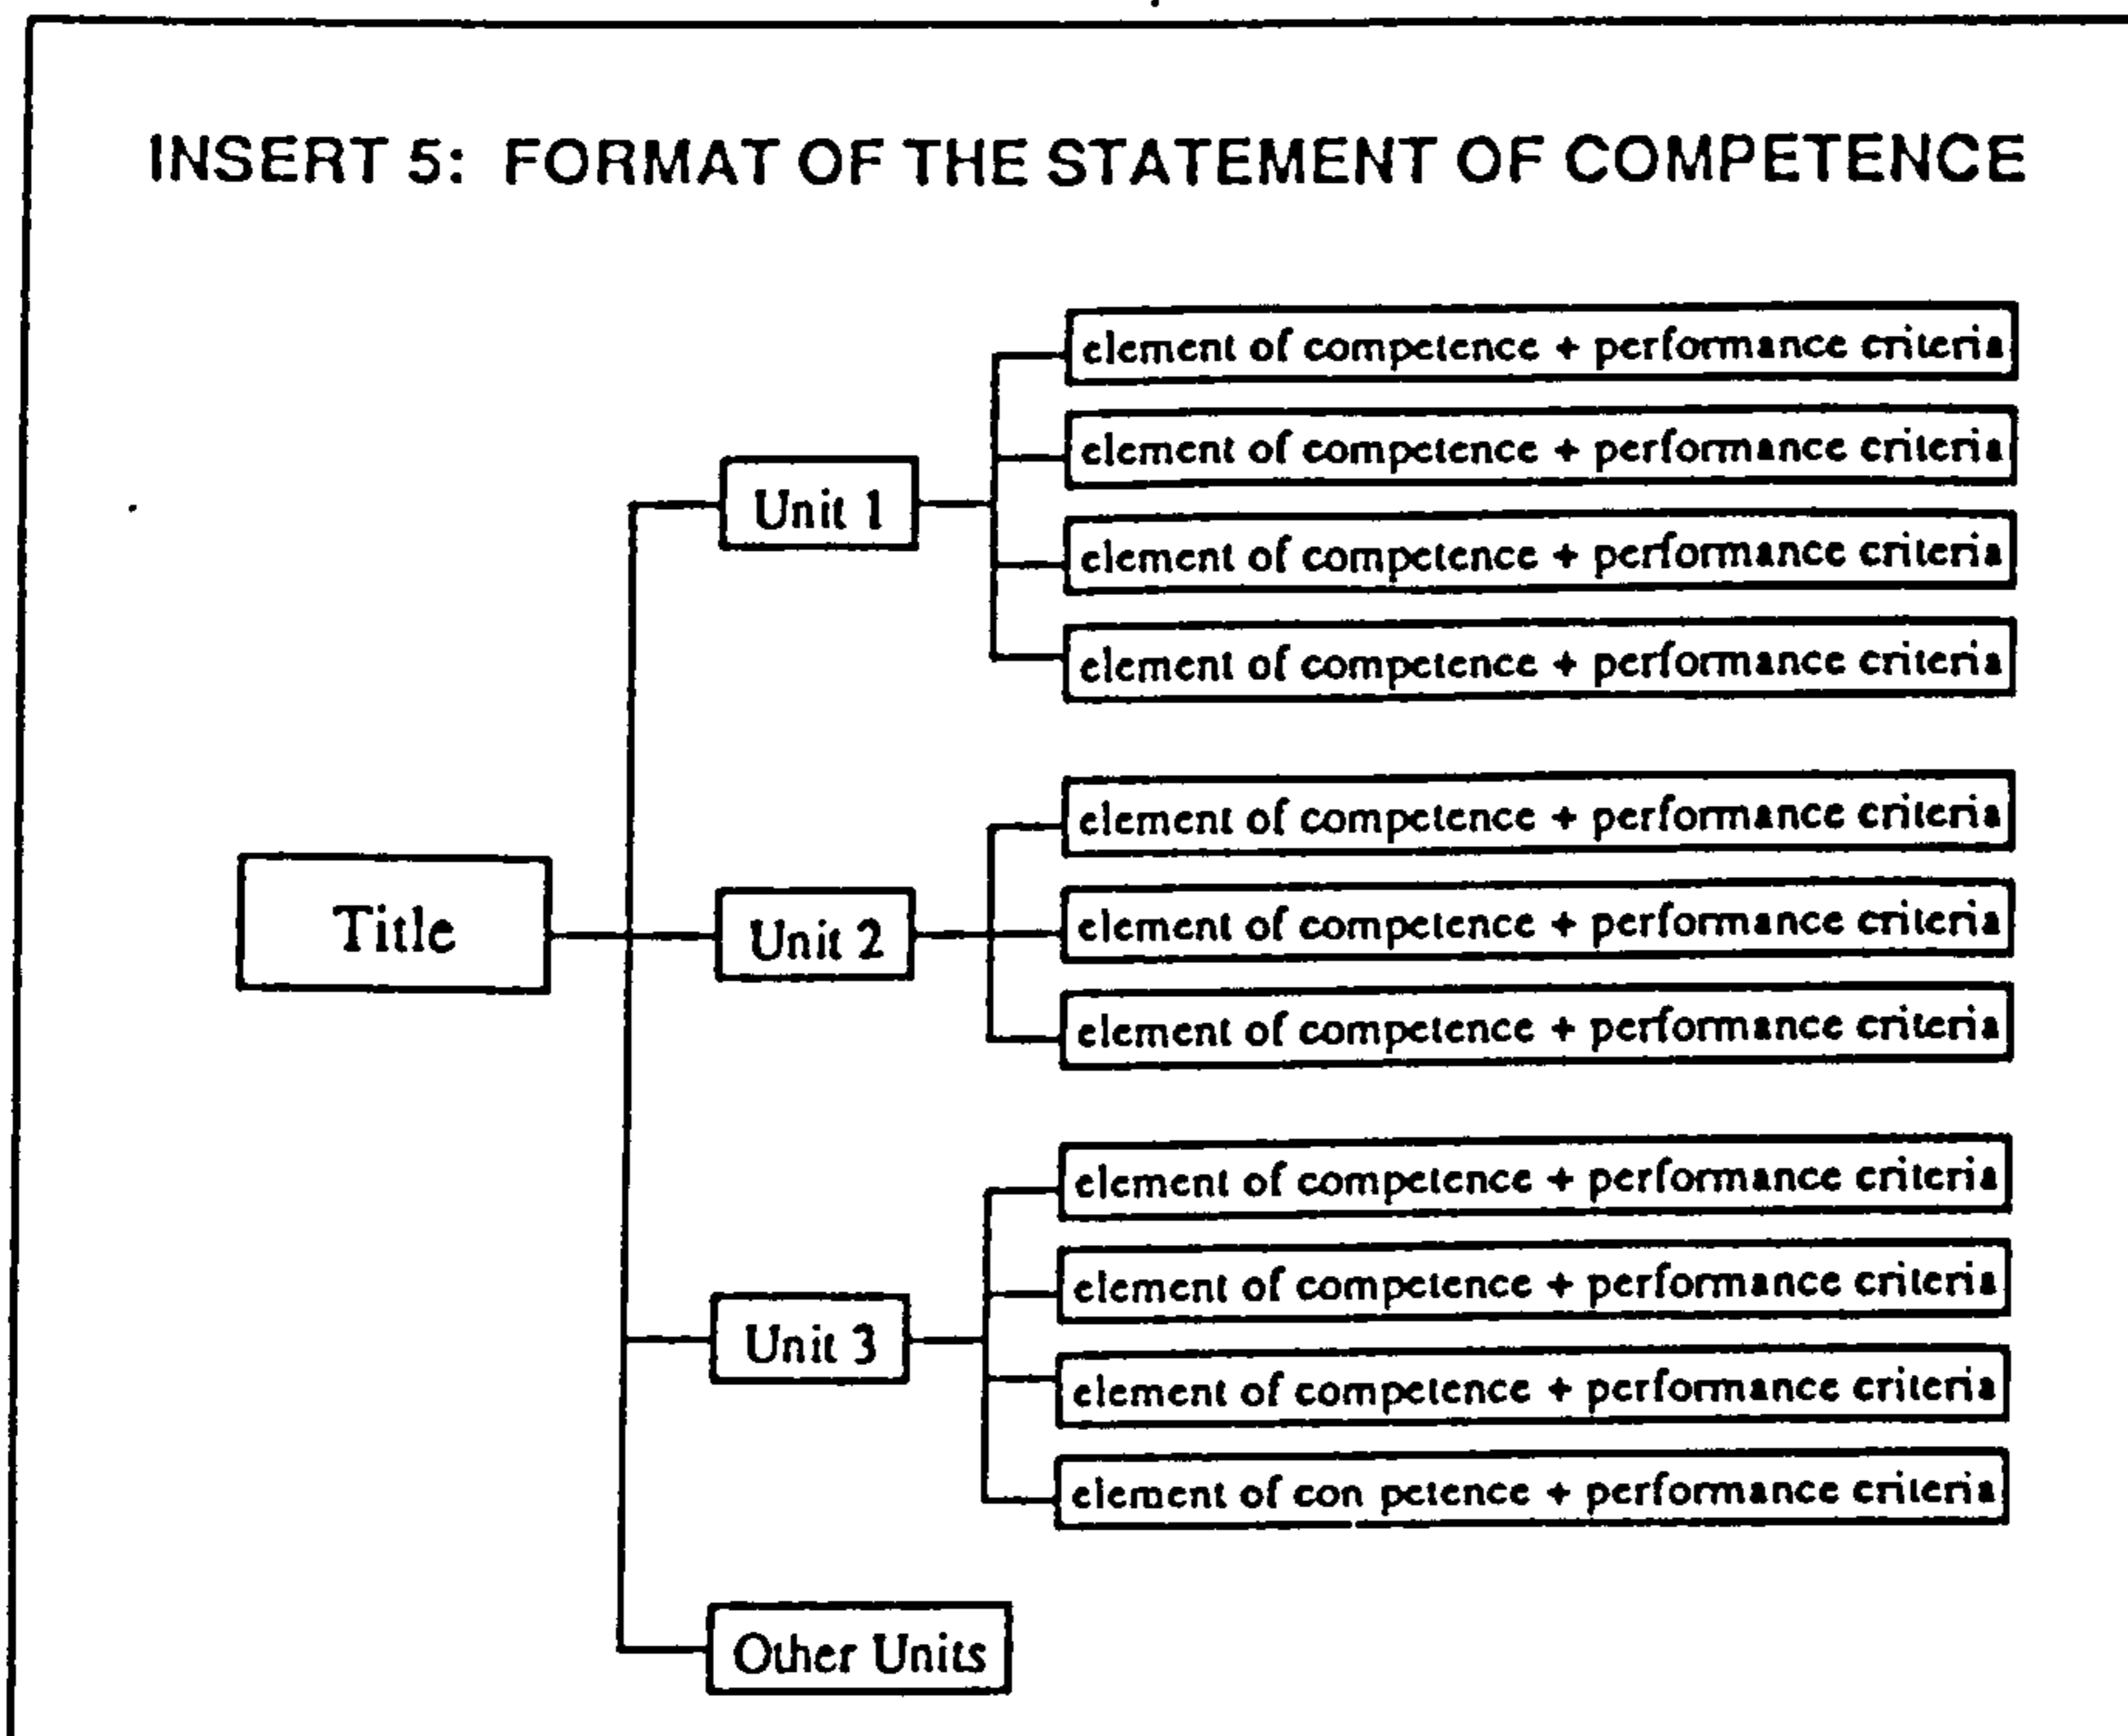 INSERT 5: FORMAT OF THE STATEMENT OF COMPETENCE
element of competence + performance criteria
element of competence + performance criteria
Unit 1
element of competence + performance criteria
element of competence + performance criteria
element of competence + performance criteria
Title
Unit 2
element of competence + performance criteria
element of competence + performance criteria
element of competence + performance criteria
element of competence + performance criteria
Unit 3
element of competence + performance criteria
element of con petence + performance criteria
Other Units